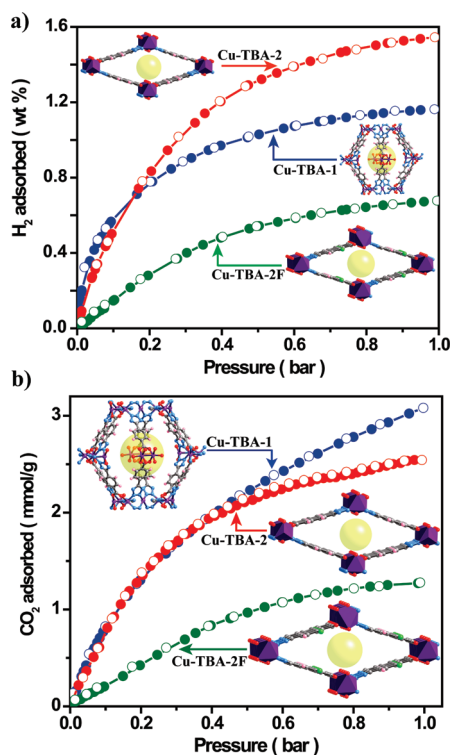 a)
1.6
Cu-TBA-2
1.2
Cu-TBA-1
0.8
H2 adsorbed ( wt % )
0.4
Cu-TBA-2F
0.0
0.0 0.2 0.4 0.6 0.8 1.0
Pressure ( bar )
b)
3
Cu-TBA-1
2
Cu-TBA-2
CO2 adsorbed ( mmol/g )
1
Cu-TBA-2F
0
0.0 0.2 0.4 0.6 0.8 1.0
Pressure ( bar )